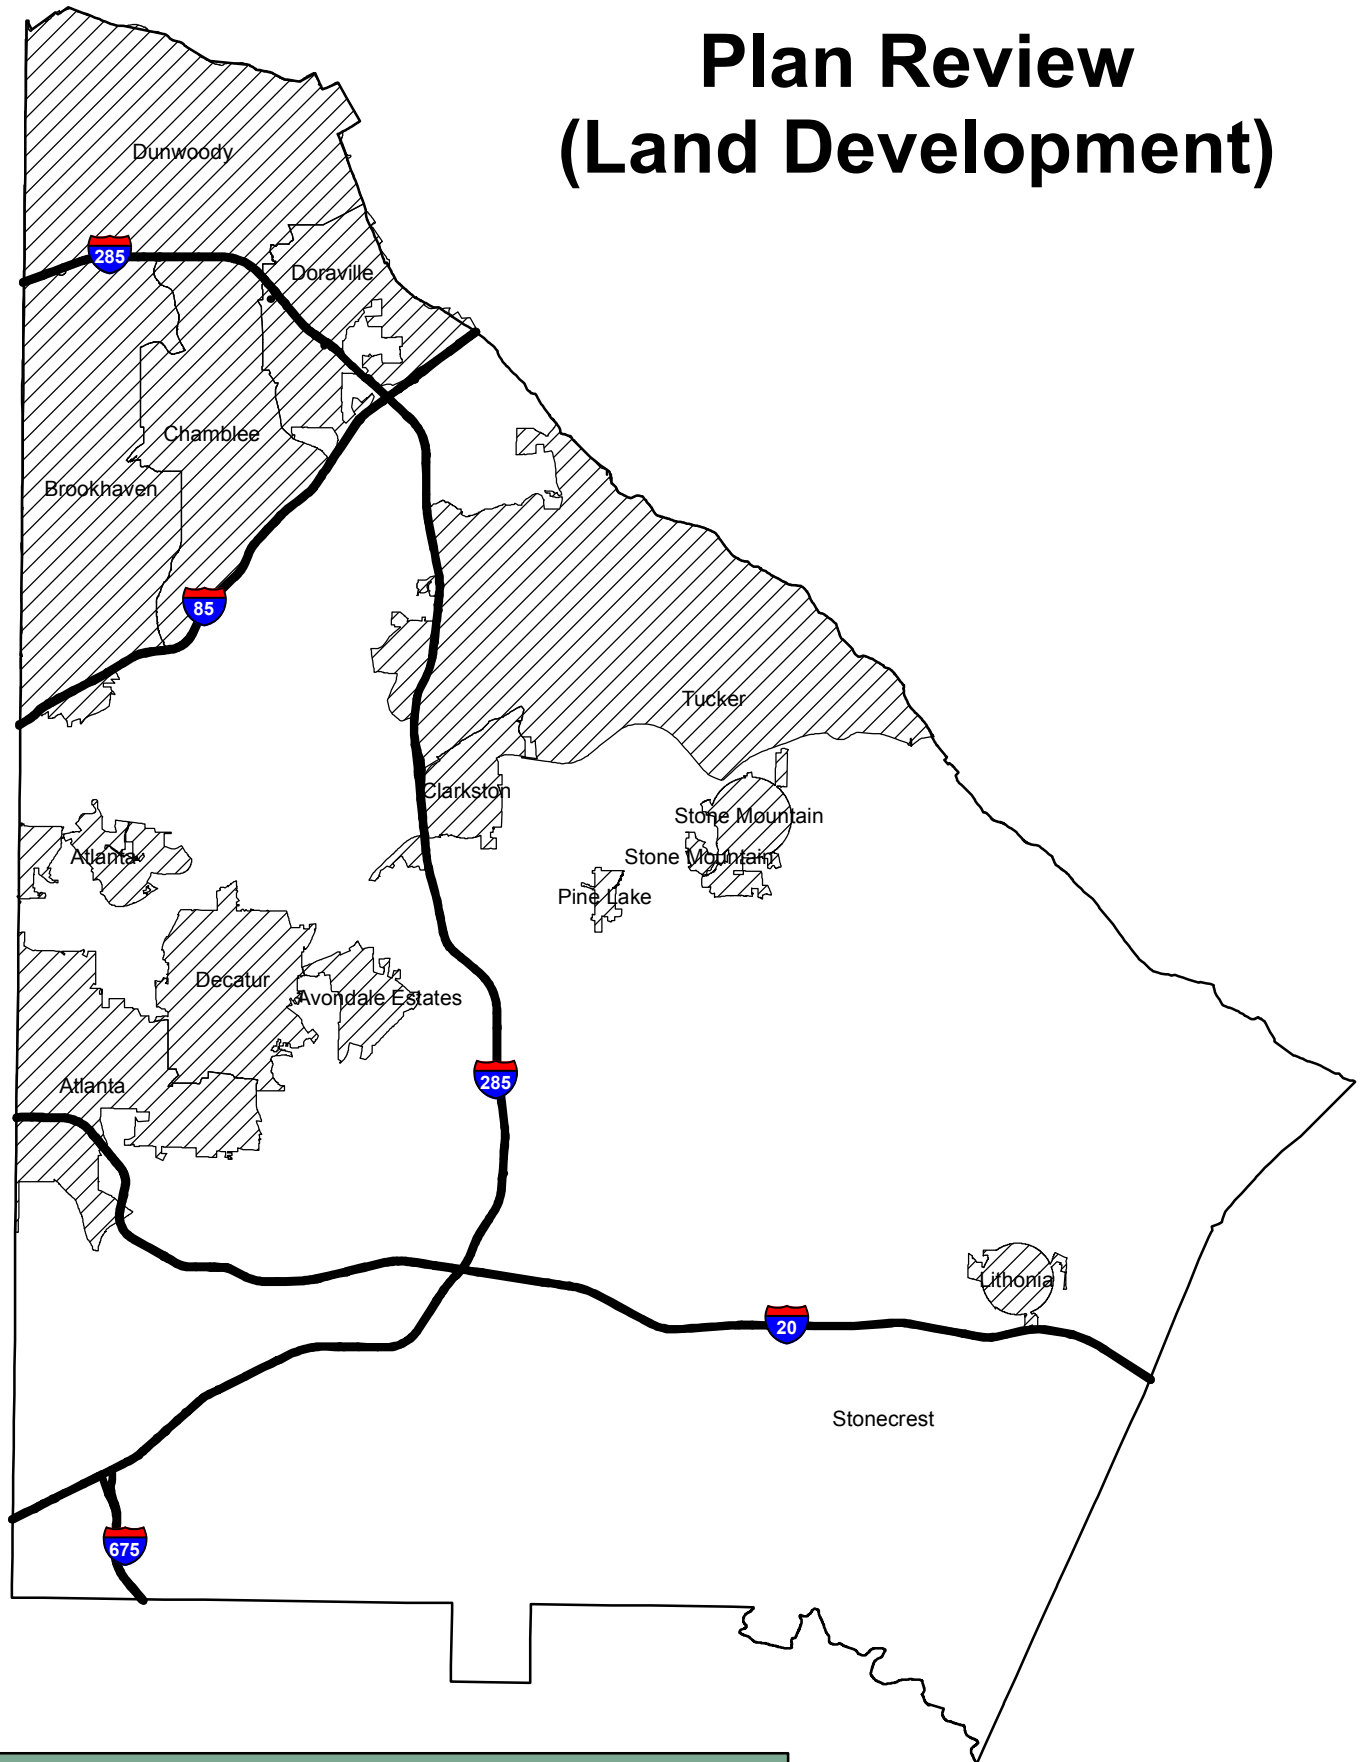 Plan Review
(Land Development)
Dunwoody
285
Doraville
Chamblee
Brookhaven
85
Tucker
Clarkston
Stone Mountain
Atlanta
Stone Mountain
Pine Lake
Decatur
Avondale Estates
285
Atlanta
Lithonia
20
Stonecrest
675